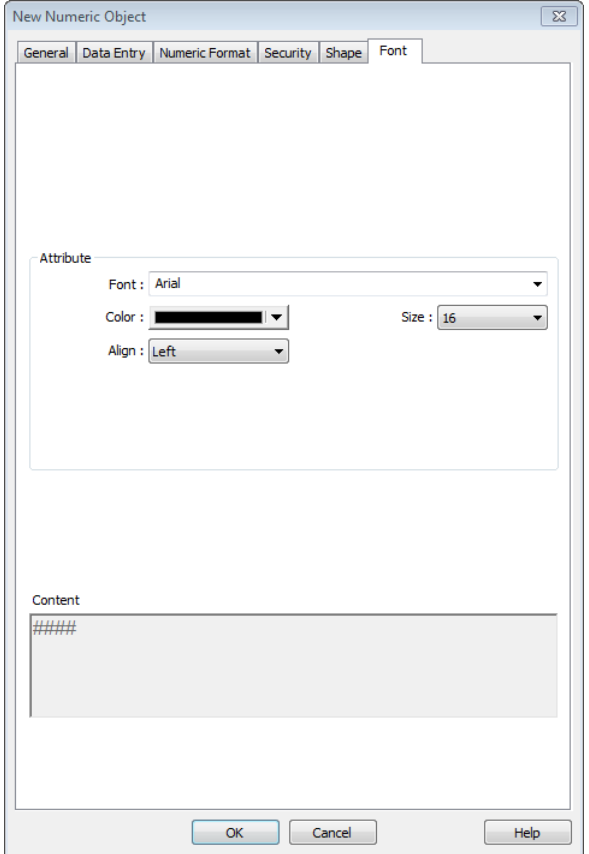 New Numeric Object
General Data Entry Numeric Format Security Shape Font
Attribute
Font : Arial
Color : Size : 16
Align : Left
Content
####
OK Cancel Help